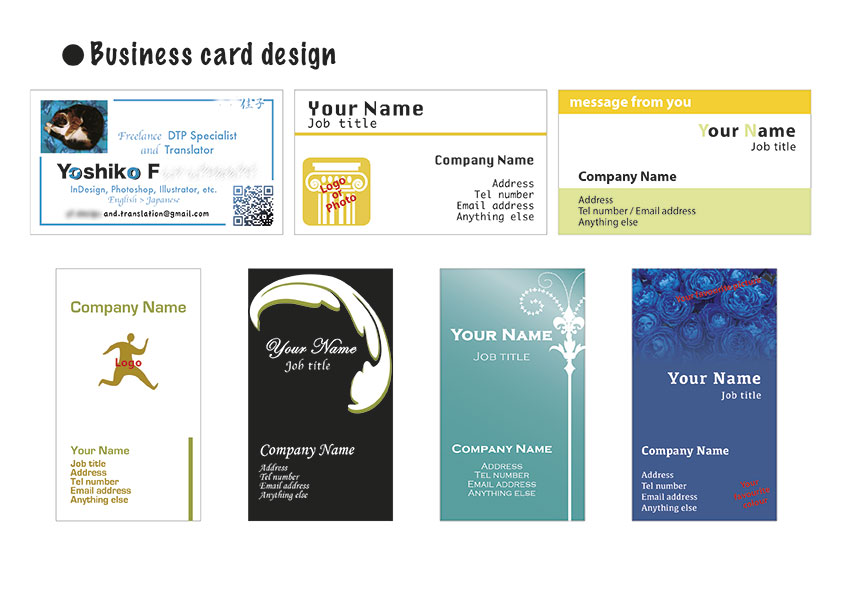 ● Business card design
佳子
Freelance DTP Specialist
and Translator
Yoshiko F
InDesign, Photoshop, Illustrator, etc.
English > Japanese
and.translation@gmail.com
Your Name
Job title
Logo
or
Photo
Company Name
Address
Tel number
Email address
Anything else
message from you
Your Name
Job title
Company Name
Address
Tel number / Email address
Anything else
Company Name
Logo
Your Name
Job title
Address
Tel number
Email address
Anything else
Your Name
Job title
Company Name
Address
Tel number
Email address
Anything else
Your Name
Job title
Company Name
Address
Tel number
Email address
Anything else
Your Name
Job title
Company Name
Address
Tel number
Email address
Anything else